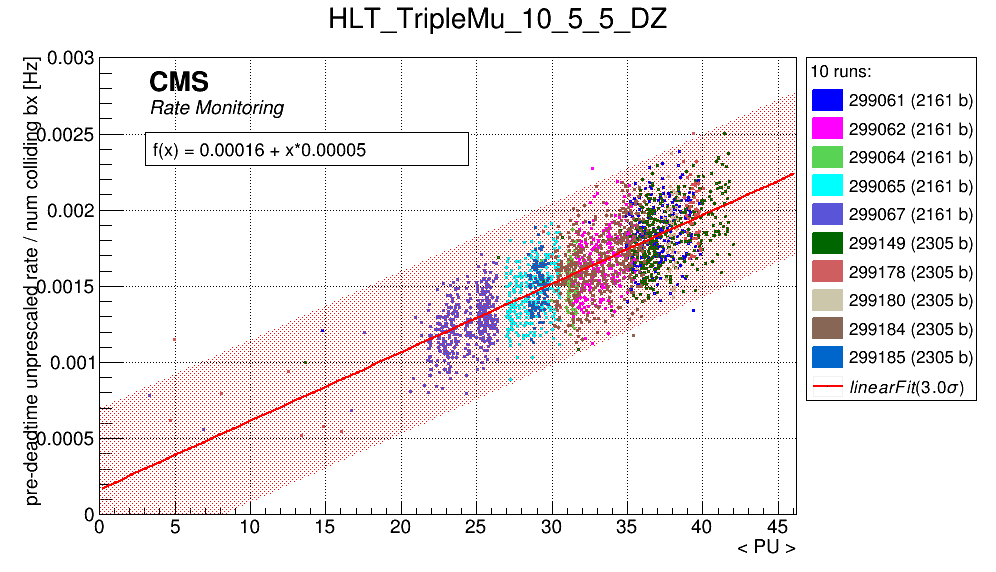 HLT_TripleMu_10_5_5_DZ
pre-deadtime unprescaled rate / num colliding bx [Hz]
0.003
0.0025
0.002
0.0015
0.001
0.0005
0
CMS
Rate Monitoring
f(x) = 0.00016 + x*0.00005
0 5 10 15 20 25 30 35 40 45
< PU >
10 runs:
299061 (2161 b)
299062 (2161 b)
299064 (2161 b)
299065 (2161 b)
299067 (2161 b)
299149 (2305 b)
299178 (2305 b)
299180 (2305 b)
299184 (2305 b)
299185 (2305 b)
linearFit(3.0σ)